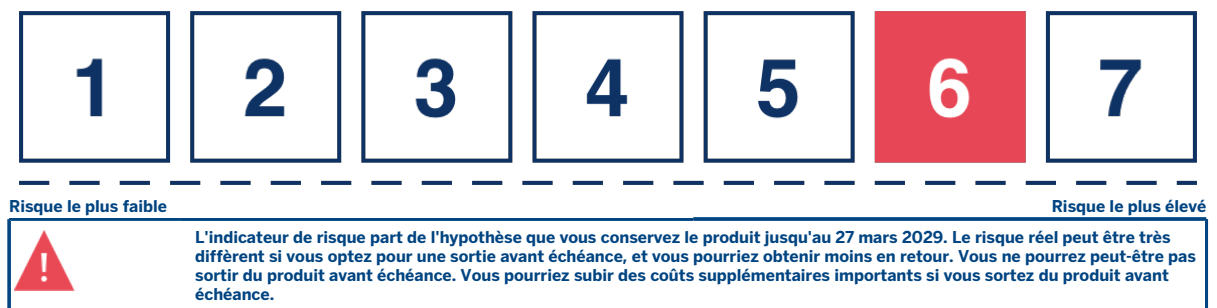 1 2 3 4 5 6 7
Risque le plus faible Risque le plus élevé
L'indicateur de risque part de l'hypothèse que vous conservez le produit jusqu'au 27 mars 2029. Le risque réel peut être très
diffèrent si vous optez pour une sortie avant échéance, et vous pourriez obtenir moins en retour. Vous ne pourrez peut-être pas
sortir du produit avant échéance. Vous pourriez subir des coûts supplémentaires importants si vous sortez du produit avant
échéance.
!